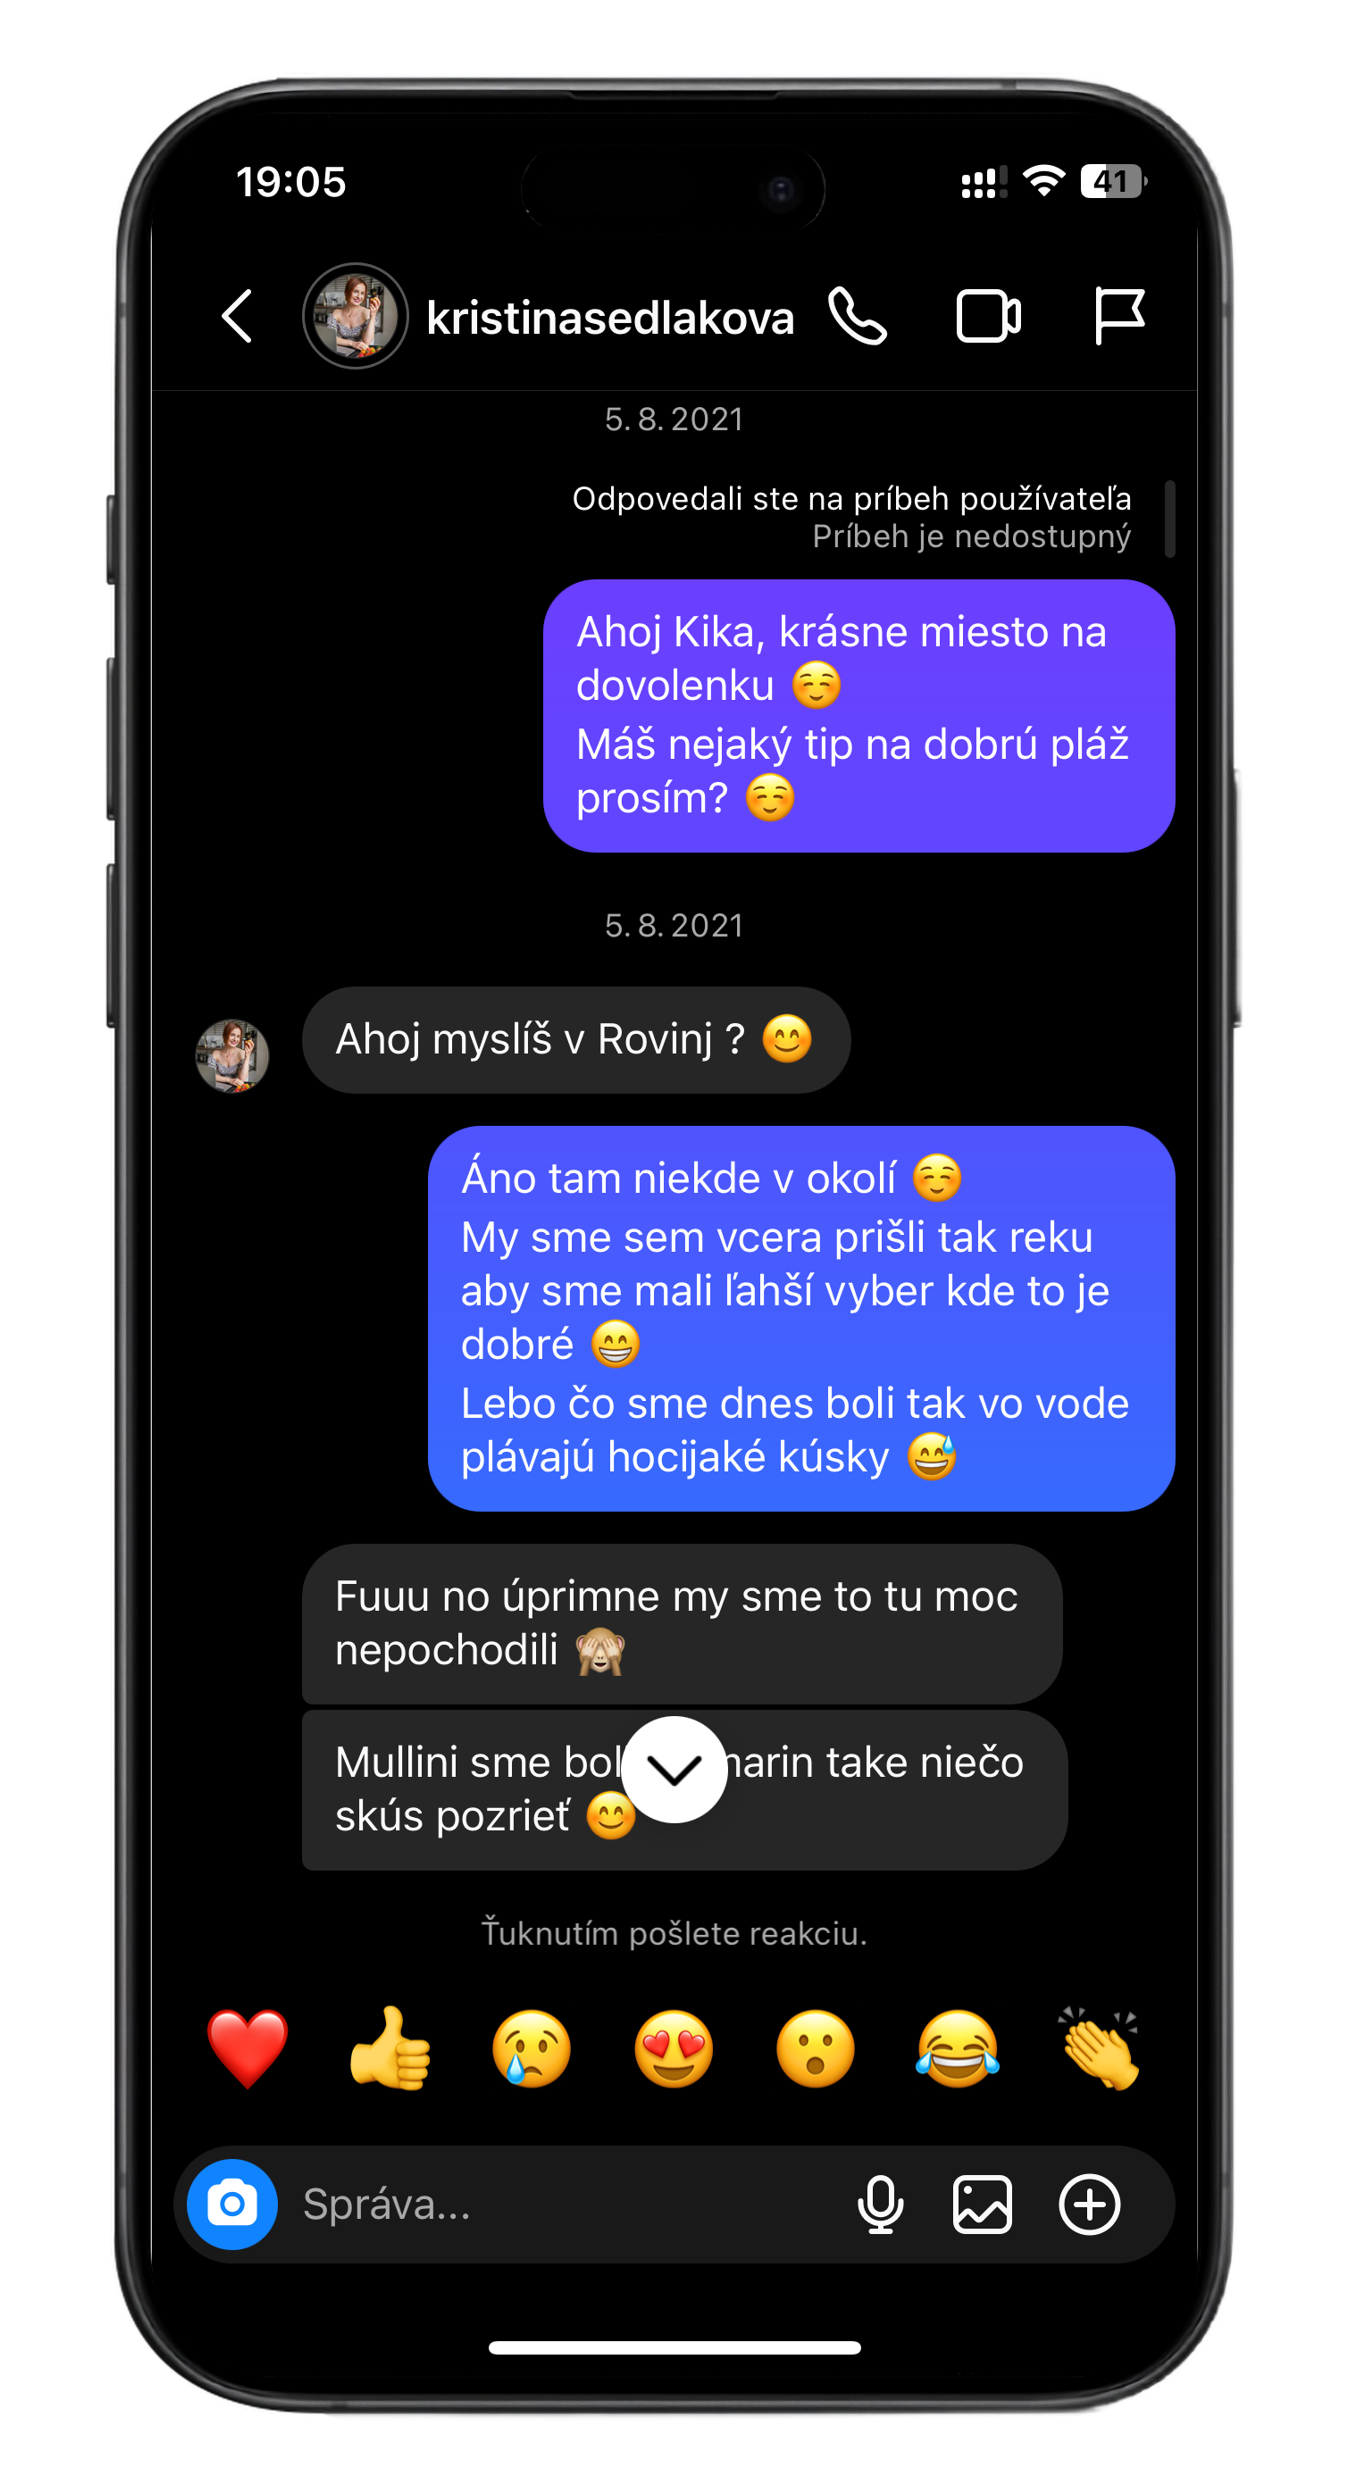 19:05
41
kristinasedlakova
5. 8. 2021
Odpovedali ste na príbeh používateľa
Príbeh je nedostupný
Ahoj Kika, krásne miesto na
dovolenku ☺️
Máš nejaký tip na dobrú pláž
prosím? ☺️
5. 8. 2021
Ahoj myslíš v Rovinj ? 😊
Áno tam niekde v okolí ☺️
My sme sem vcera prišli tak reku
aby sme mali ľahší vyber kde to je
dobré 😁
Lebo čo sme dnes boli tak vo vode
plávajú hocijaké kúsky 😅
Fuuu no úprimne my sme to tu moc
nepochodili 🙈
Mullini sme take niečo
skús pozrieť 😊
Ťuknutím pošlete reakciu.
❤️ 👍 😢 😍 😮 😂 👏
Správa...